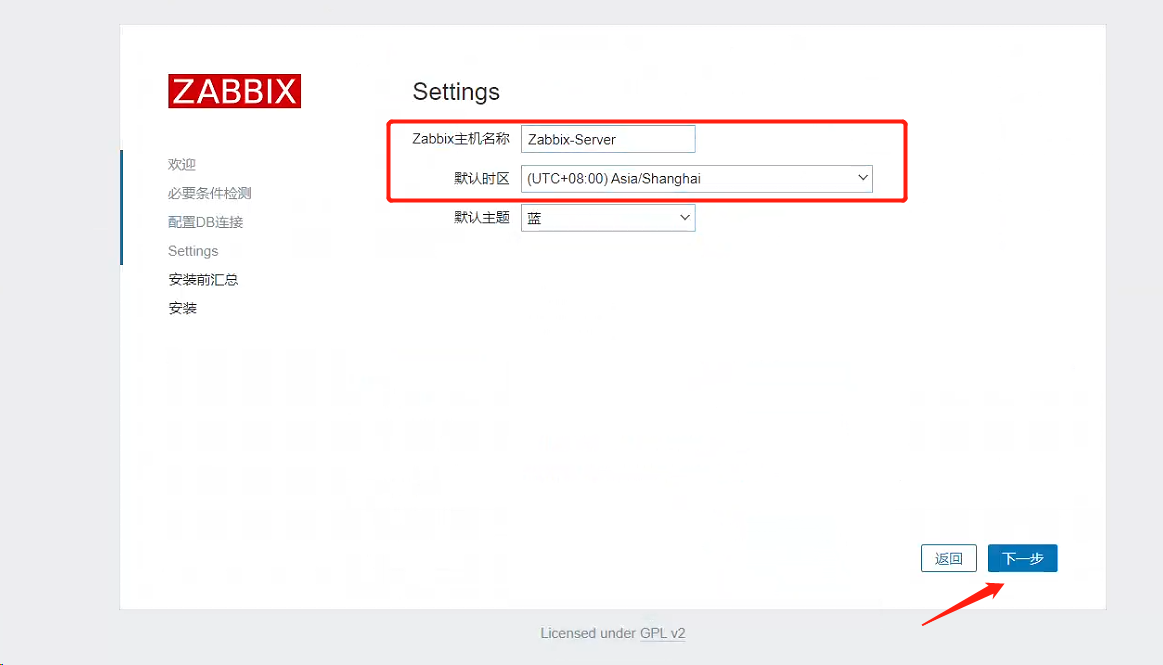 ZABBIX
欢迎
必要条件检测
配置DB连接
Settings
安装前汇总
安装
Settings
Zabbix主机名称 Zabbix-Server
默认时区 (UTC+08:00) Asia/Shanghai
默认主题 蓝
返回 下一步
Licensed under GPL v2